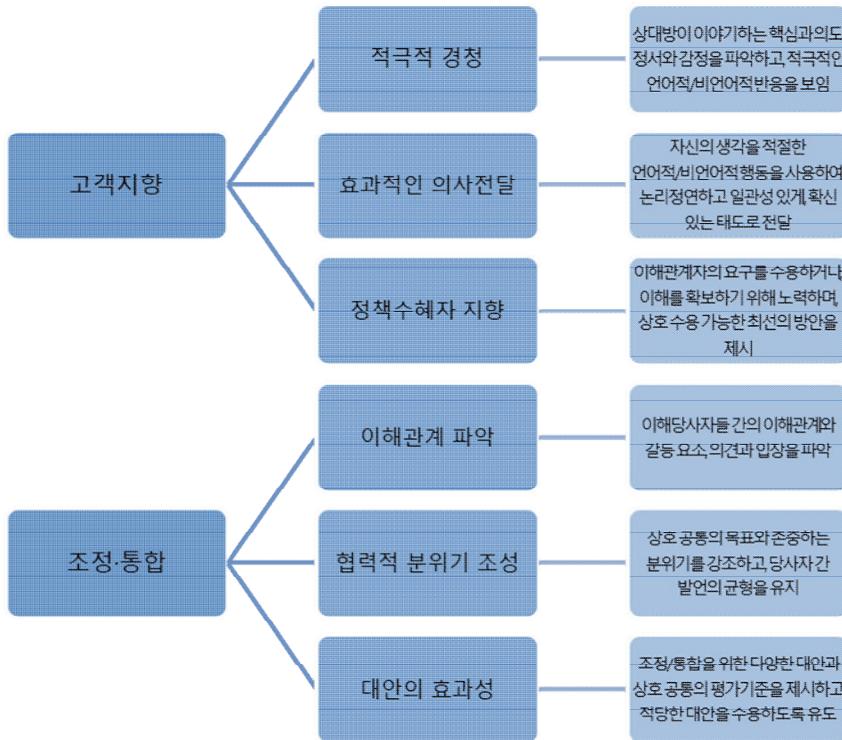 고객지향
적극적 경청
상대방이 이야기하는 핵심과 의도,
정서와 감정을 파악하고, 적극적인
언어적/비언어적 반응을 보임
효과적인 의사전달
자신의 생각을 적절한
언어적/비언어적 행동을 사용하여
논리정연하고 일관성 있게, 확신
있는 태도로 전달
정책수혜자 지향
이해관계자의 요구를 수용하거나,
이해를 확보하기 위해 노력하며,
상호 수용 가능한 최선의 방안을
제시
조정·통합
이해관계 파악
이해당사자들 간의 이해관계와
갈등 요소, 의견과 입장을 파악
협력적 분위기 조성
상호 공통의 목표와 존중하는
분위기를 강조하고, 당사자 간
발언의 균형을 유지
대안의 효과성
조정/통합을 위한 다양한 대안과
상호 공통의 평가기준을 제시하고
적당한 대안을 수용하도록 유도